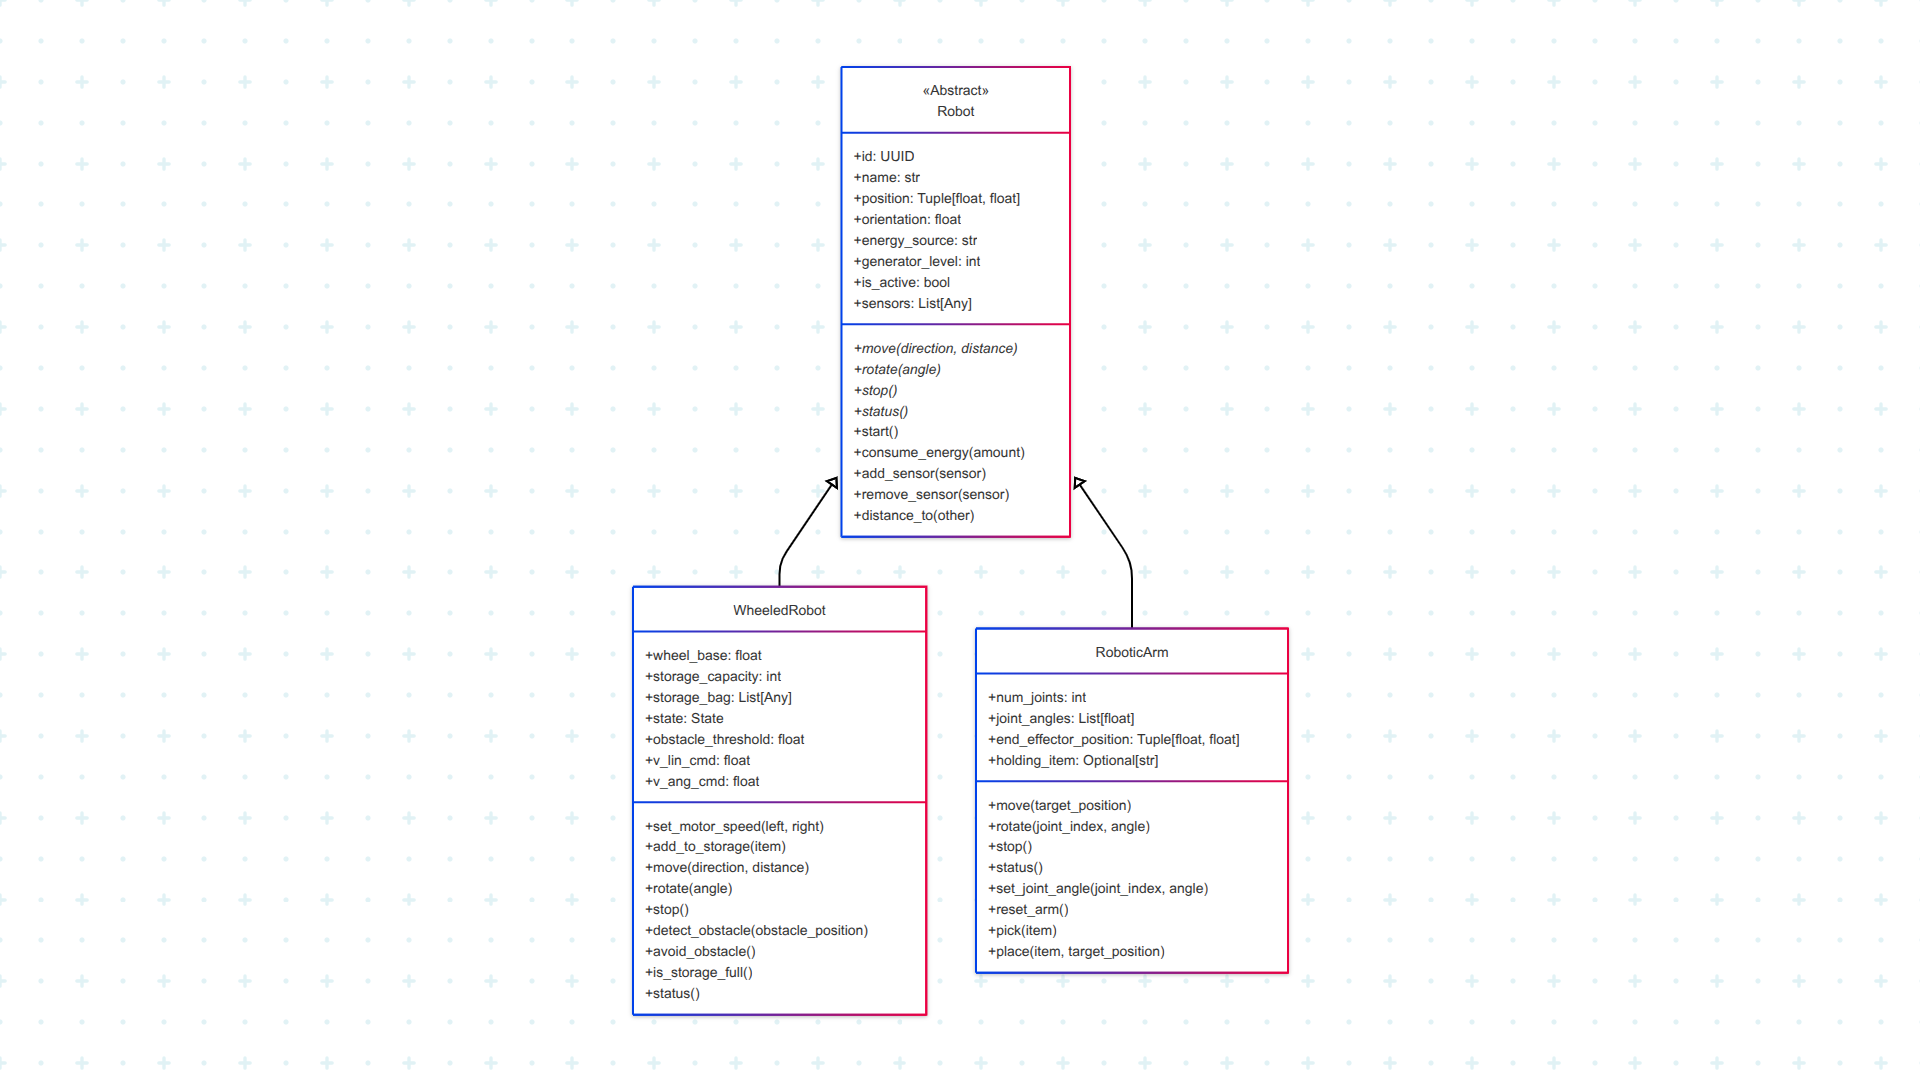 «Abstract»
Robot
+id: UUID
+name: str
+position: Tuple[float, float]
+orientation: float
+energy_source: str
+generator_level: int
+is_active: bool
+sensors: List[Any]
+move(direction, distance)
+rotate(angle)
+stop()
+status()
+start()
+consume_energy(amount)
+add_sensor(sensor)
+remove_sensor(sensor)
+distance_to(other)
WheeledRobot
+wheel_base: float
+storage_capacity: int
+storage_bag: List[Any]
+state: State
+obstacle_threshold: float
+v_lin_cmd: float
+v_ang_cmd: float
+set_motor_speed(left, right)
+add_to_storage(item)
+move(direction, distance)
+rotate(angle)
+stop()
+detect_obstacle(obstacle_position)
+avoid_obstacle()
+is_storage_full()
+status()
RoboticArm
+num_joints: int
+joint_angles: List[float]
+end_effector_position: Tuple[float, float]
+holding_item: Optional[str]
+move(target_position)
+rotate(joint_index, angle)
+stop()
+status()
+set_joint_angle(joint_index, angle)
+reset_arm()
+pick(item)
+place(item, target_position)